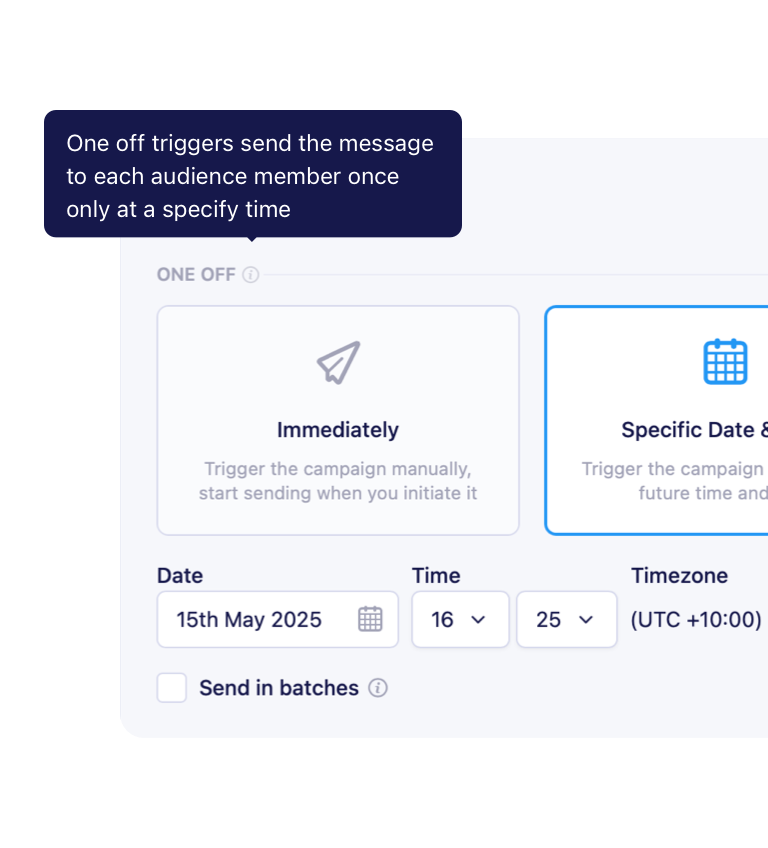 One off triggers send the message
to each audience member once
only at a specify time
ONE OFF
Immediately
Trigger the campaign manually,
start sending when you initiate it
Specific Date &
Trigger the campaign
future time and
Date
15th May 2025
Time
16
25
Timezone
(UTC +10:00)
Send in batches